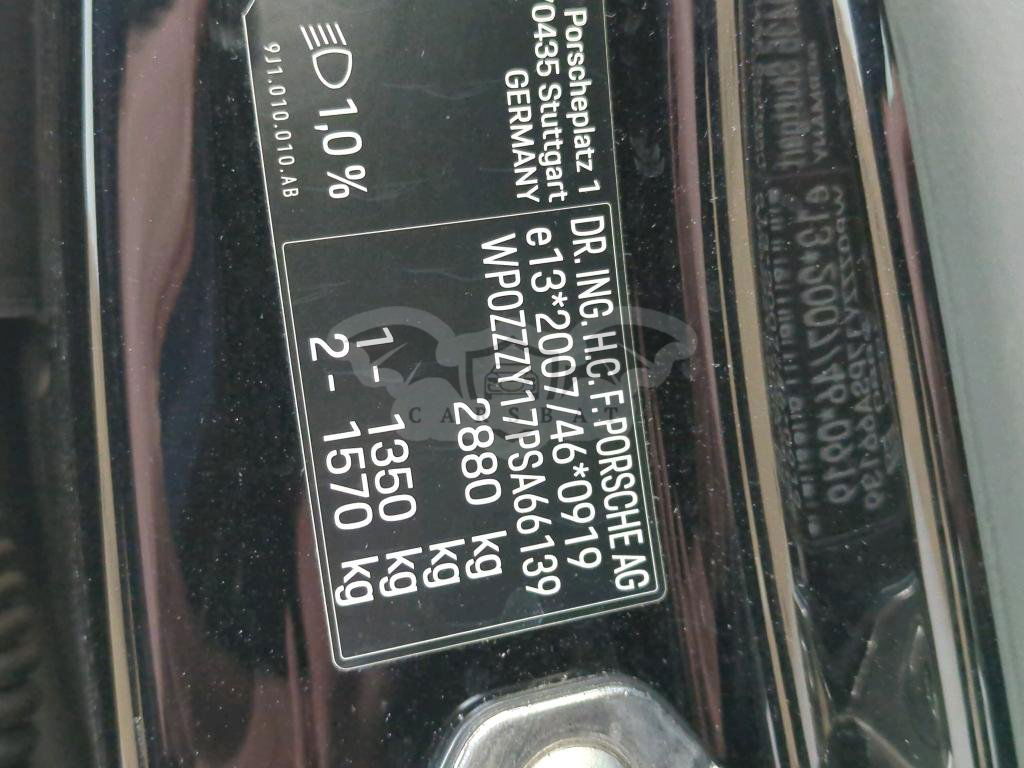 Porscheplatz 1
70435 Stuttgart
GERMANY
1,0%
9J1.010.010.AB
DR. ING. H.C. F. PORSCHE AG
e13*2007/46*0919
WP0ZZZY17PSA66139
2880 kg
1- 1350 kg
2- 1570 kg
CARSBAT